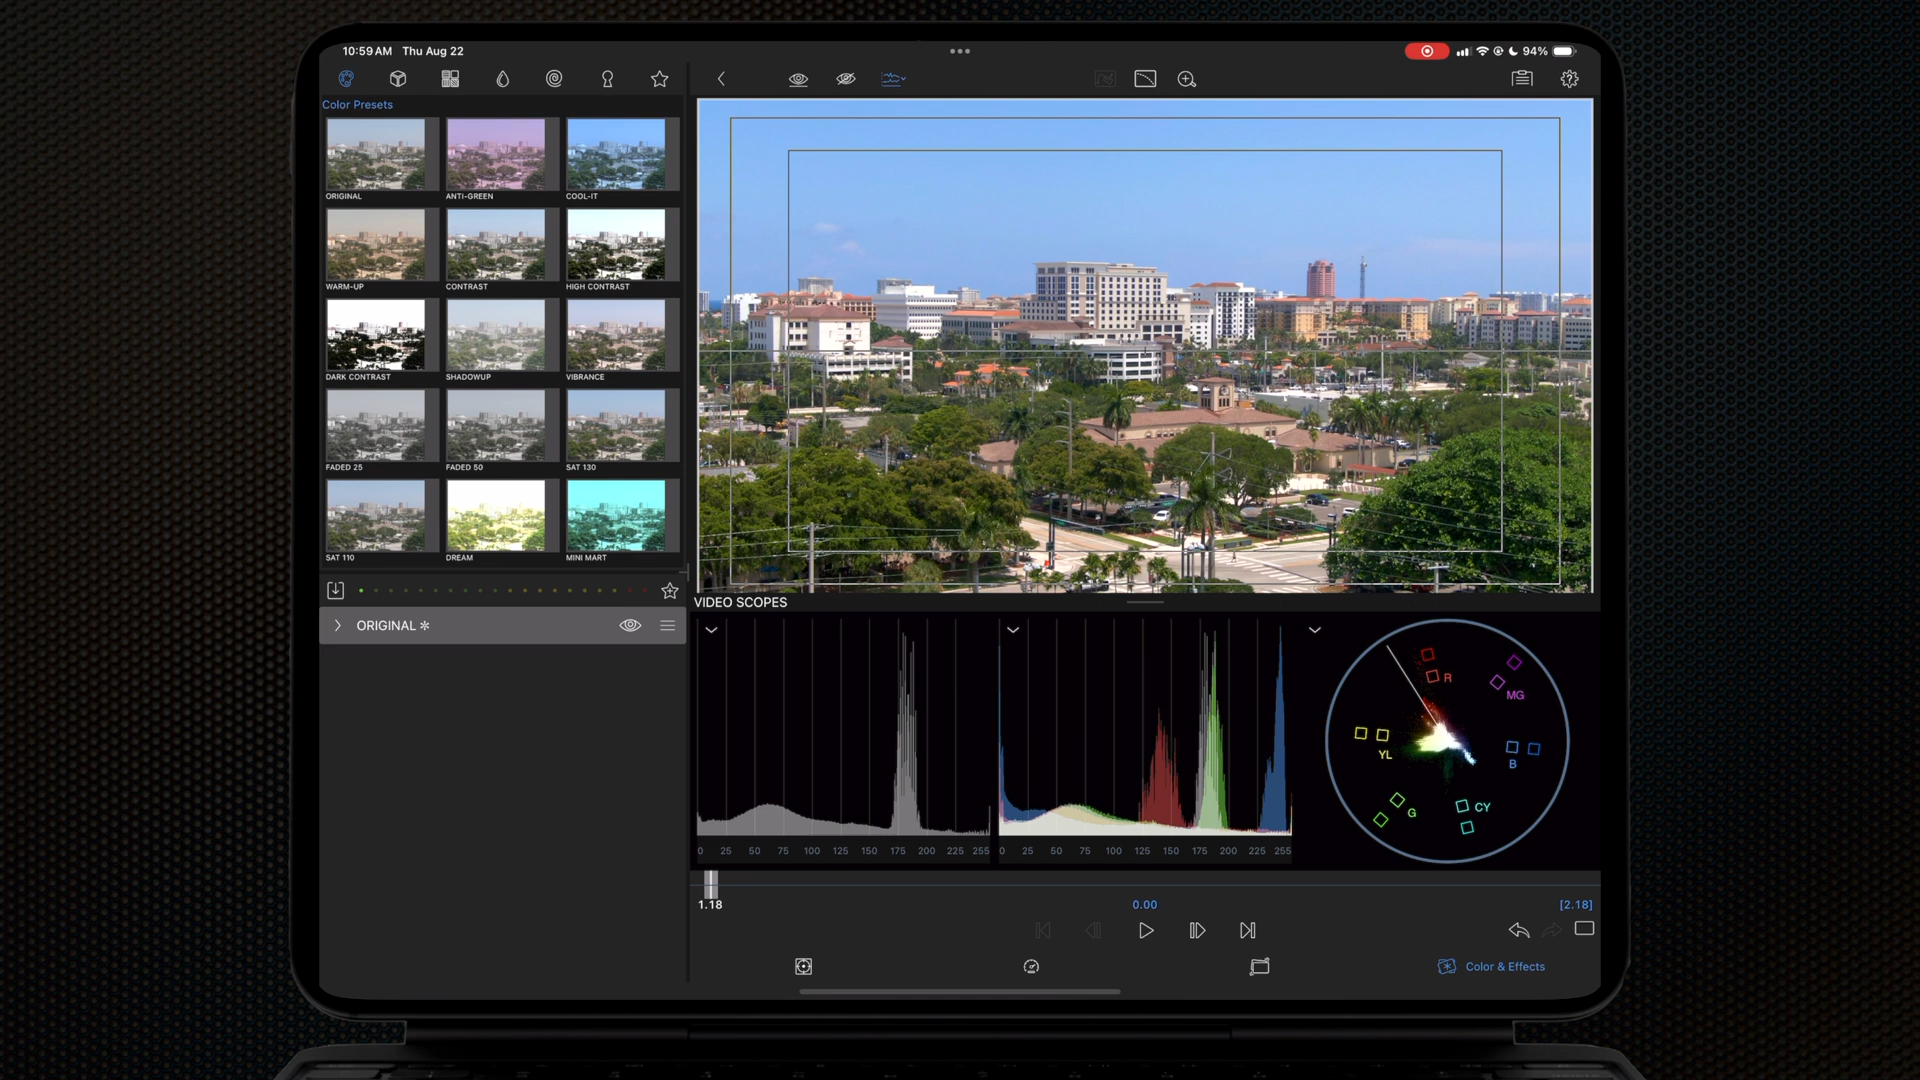 10:59 AM Thu Aug 22
94%
Color Presets
ORIGINAL
ANTI-GREEN
COOL-IT
WARM-UP
CONTRAST
HIGH CONTRAST
DARK CONTRAST
SHADOWUP
VIBRANCE
FADED 25
FADED 50
SAT 130
SAT 110
DREAM
MINI MART
ORIGINAL ✻
VIDEO SCOPES
0 25 50 75 100 125 150 175 200 225 255
0 25 50 75 100 125 150 175 200 225 255
R
MG
YL
B
G
CY
1.18
0.00
[2.18]
Color & Effects